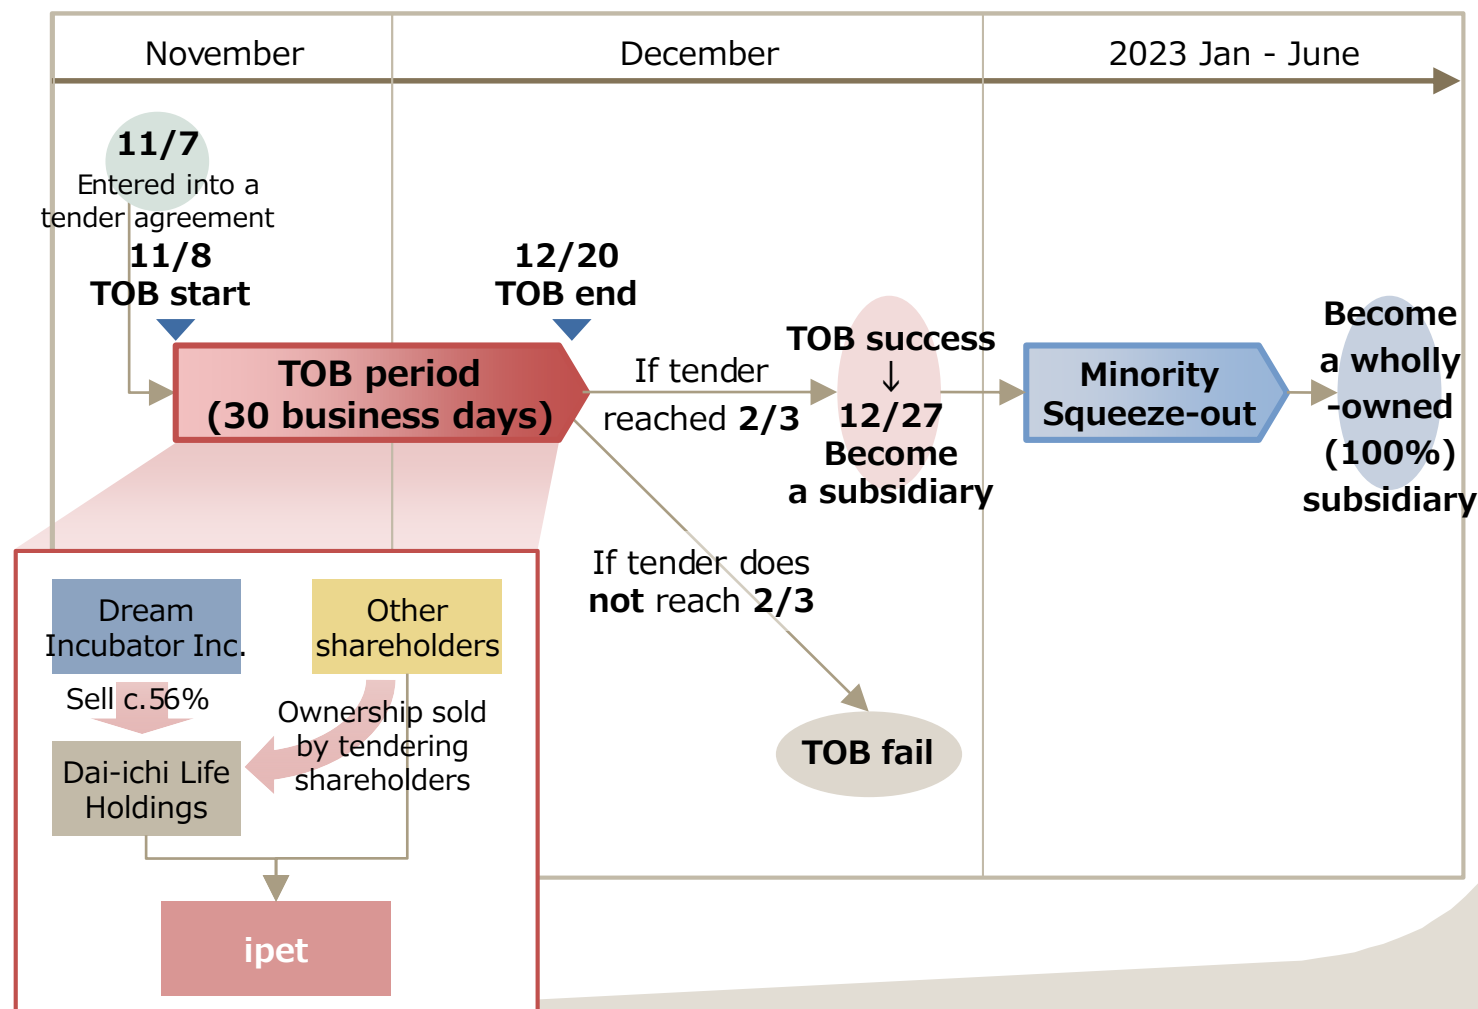 November
December
2023 Jan - June
11/7
Entered into a
tender agreement
11/8
TOB start
12/20
TOB end
TOB period
(30 business days)
If tender
reached 2/3
TOB success
↓
12/27
Become
a subsidiary
Minority
Squeeze-out
Become
a wholly
-owned
(100%)
subsidiary
If tender does
not reach 2/3
TOB fail
Dream
Incubator Inc.
Other
shareholders
Sell c.56%
Ownership sold
by tendering
shareholders
Dai-ichi Life
Holdings
ipet